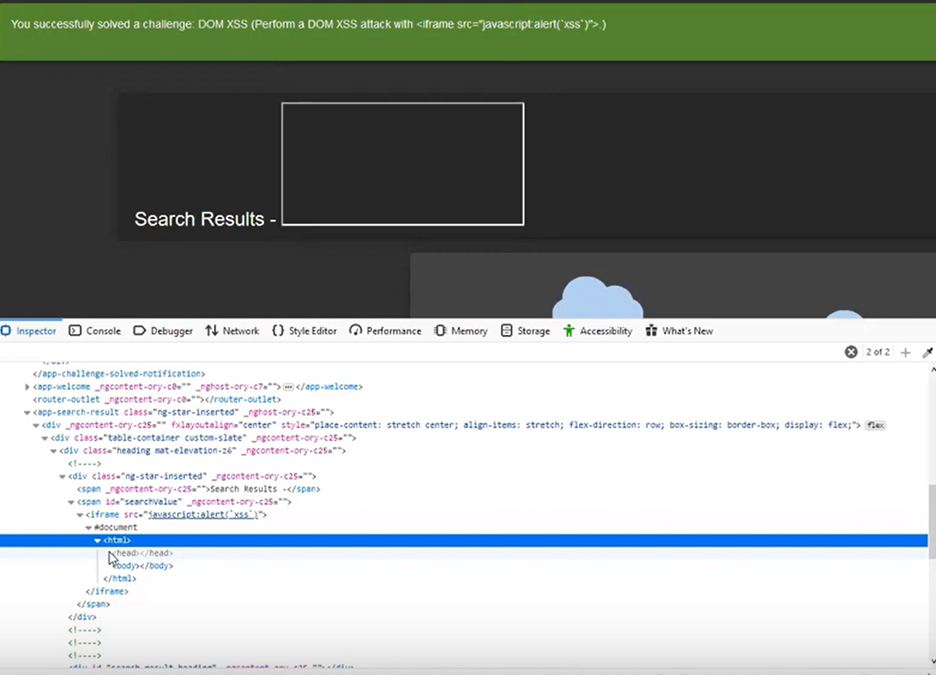 You successfully solved a challenge: DOM XSS (Perform a DOM XSS attack with <iframe src="javascript:alert(`xss`)">.)
Search Results -
Inspector Console Debugger Network Style Editor Performance Memory Storage Accessibility What's New
2 of 2
</app-challenge-solved-notification>
<app-welcome _ngcontent-ory-c0="" _nghost-ory-c7=""></app-welcome>
<router-outlet _ngcontent-ory-c0=""></router-outlet>
<app-search-result class="ng-star-inserted" _nghost-ory-c25="">
<div _ngcontent-ory-c25="" fxlayoutalign="center" style="place-content: stretch center; align-items: stretch; flex-direction: row; box-sizing: border-box; display: flex;"> flex
<div class="table-container custom-slate" _ngcontent-ory-c25="">
<div class="heading mat-elevation-z6" _ngcontent-ory-c25="">
<!---->
<div class="ng-star-inserted" _ngcontent-ory-c25="">
<span _ngcontent-ory-c25="">Search Results -</span>
<span id="searchValue" _ngcontent-ory-c25="">
<iframe src="javascript:alert(`xss`)">
#document
<html>
<head></head>
<body></body>
</html>
</iframe>
</span>
</div>
<!---->
<!---->
<!---->